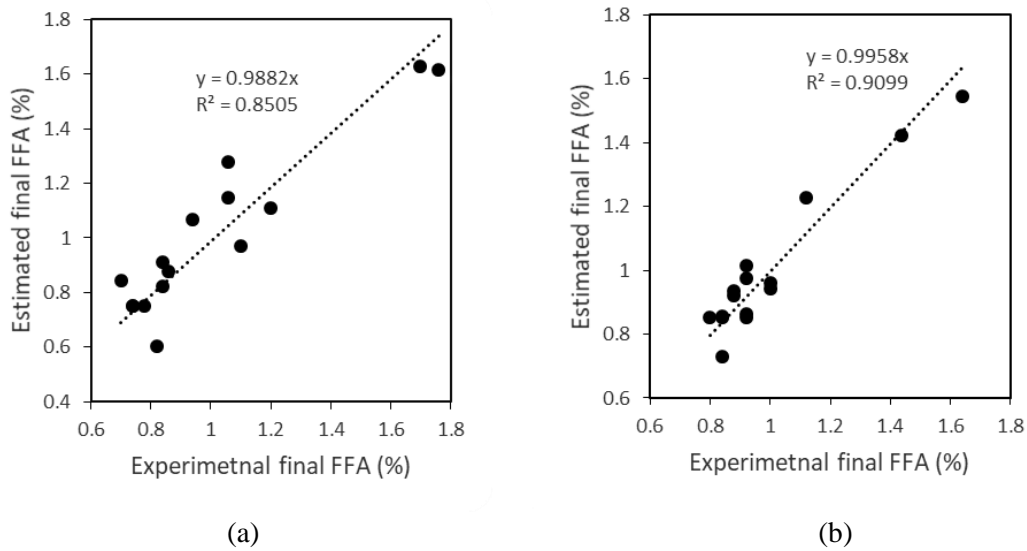 1.8
1.6
1.4
1.2
1
0.8
0.6
0.4
Estimated final FFA (%)
y = 0.9882x
R² = 0.8505
0.6 0.8 1 1.2 1.4 1.6 1.8
Experimetnal final FFA (%)
(a)
1.8
1.6
1.4
1.2
1
0.8
0.6
Estimated final FFA (%)
y = 0.9958x
R² = 0.9099
0.6 0.8 1 1.2 1.4 1.6 1.8
Experimetnal final FFA (%)
(b)